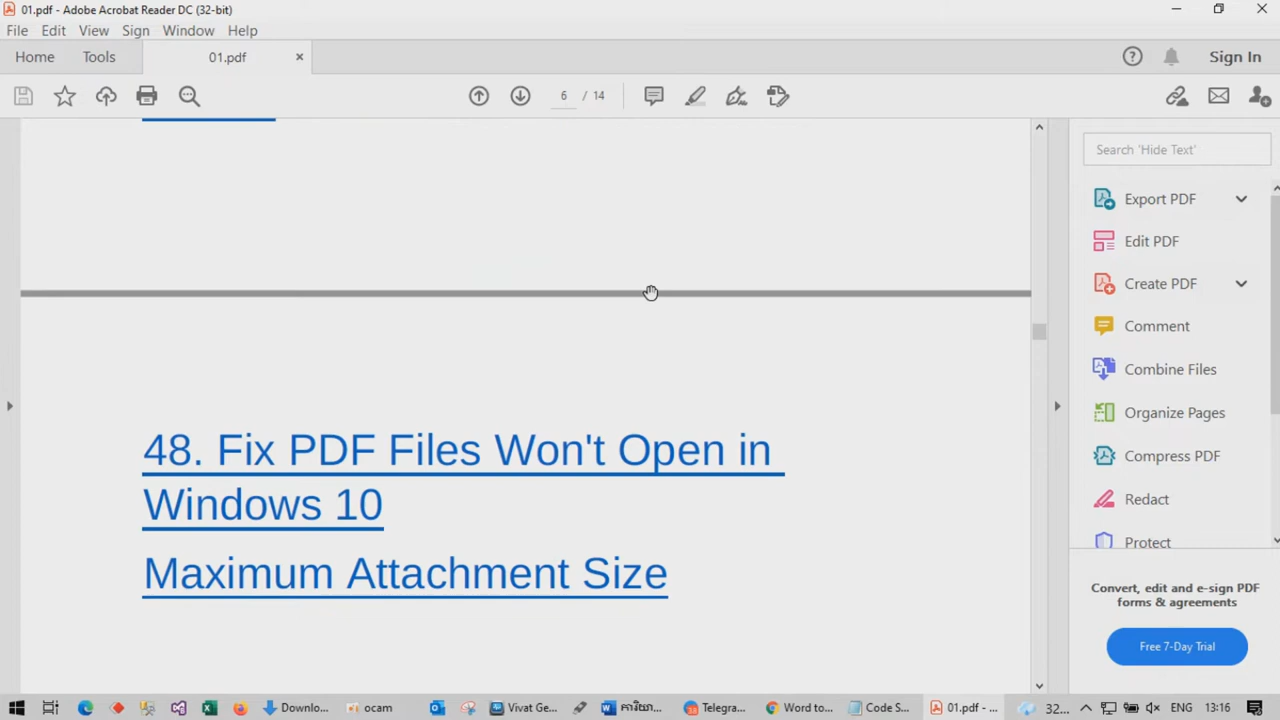 01.pdf - Adobe Acrobat Reader DC (32-bit)
File Edit View Sign Window Help
Home Tools 01.pdf × Sign In
6 / 14
Search 'Hide Text'
Export PDF
Edit PDF
Create PDF
Comment
Combine Files
Organize Pages
Compress PDF
Redact
Protect
48. Fix PDF Files Won't Open in
Windows 10
Maximum Attachment Size
Convert, edit and e-sign PDF
forms & agreements
Free 7-Day Trial
Downlo... ocam Vivat Ge... Telegra... Word to... Code S... 01.pdf - ... 32... ENG 13:16